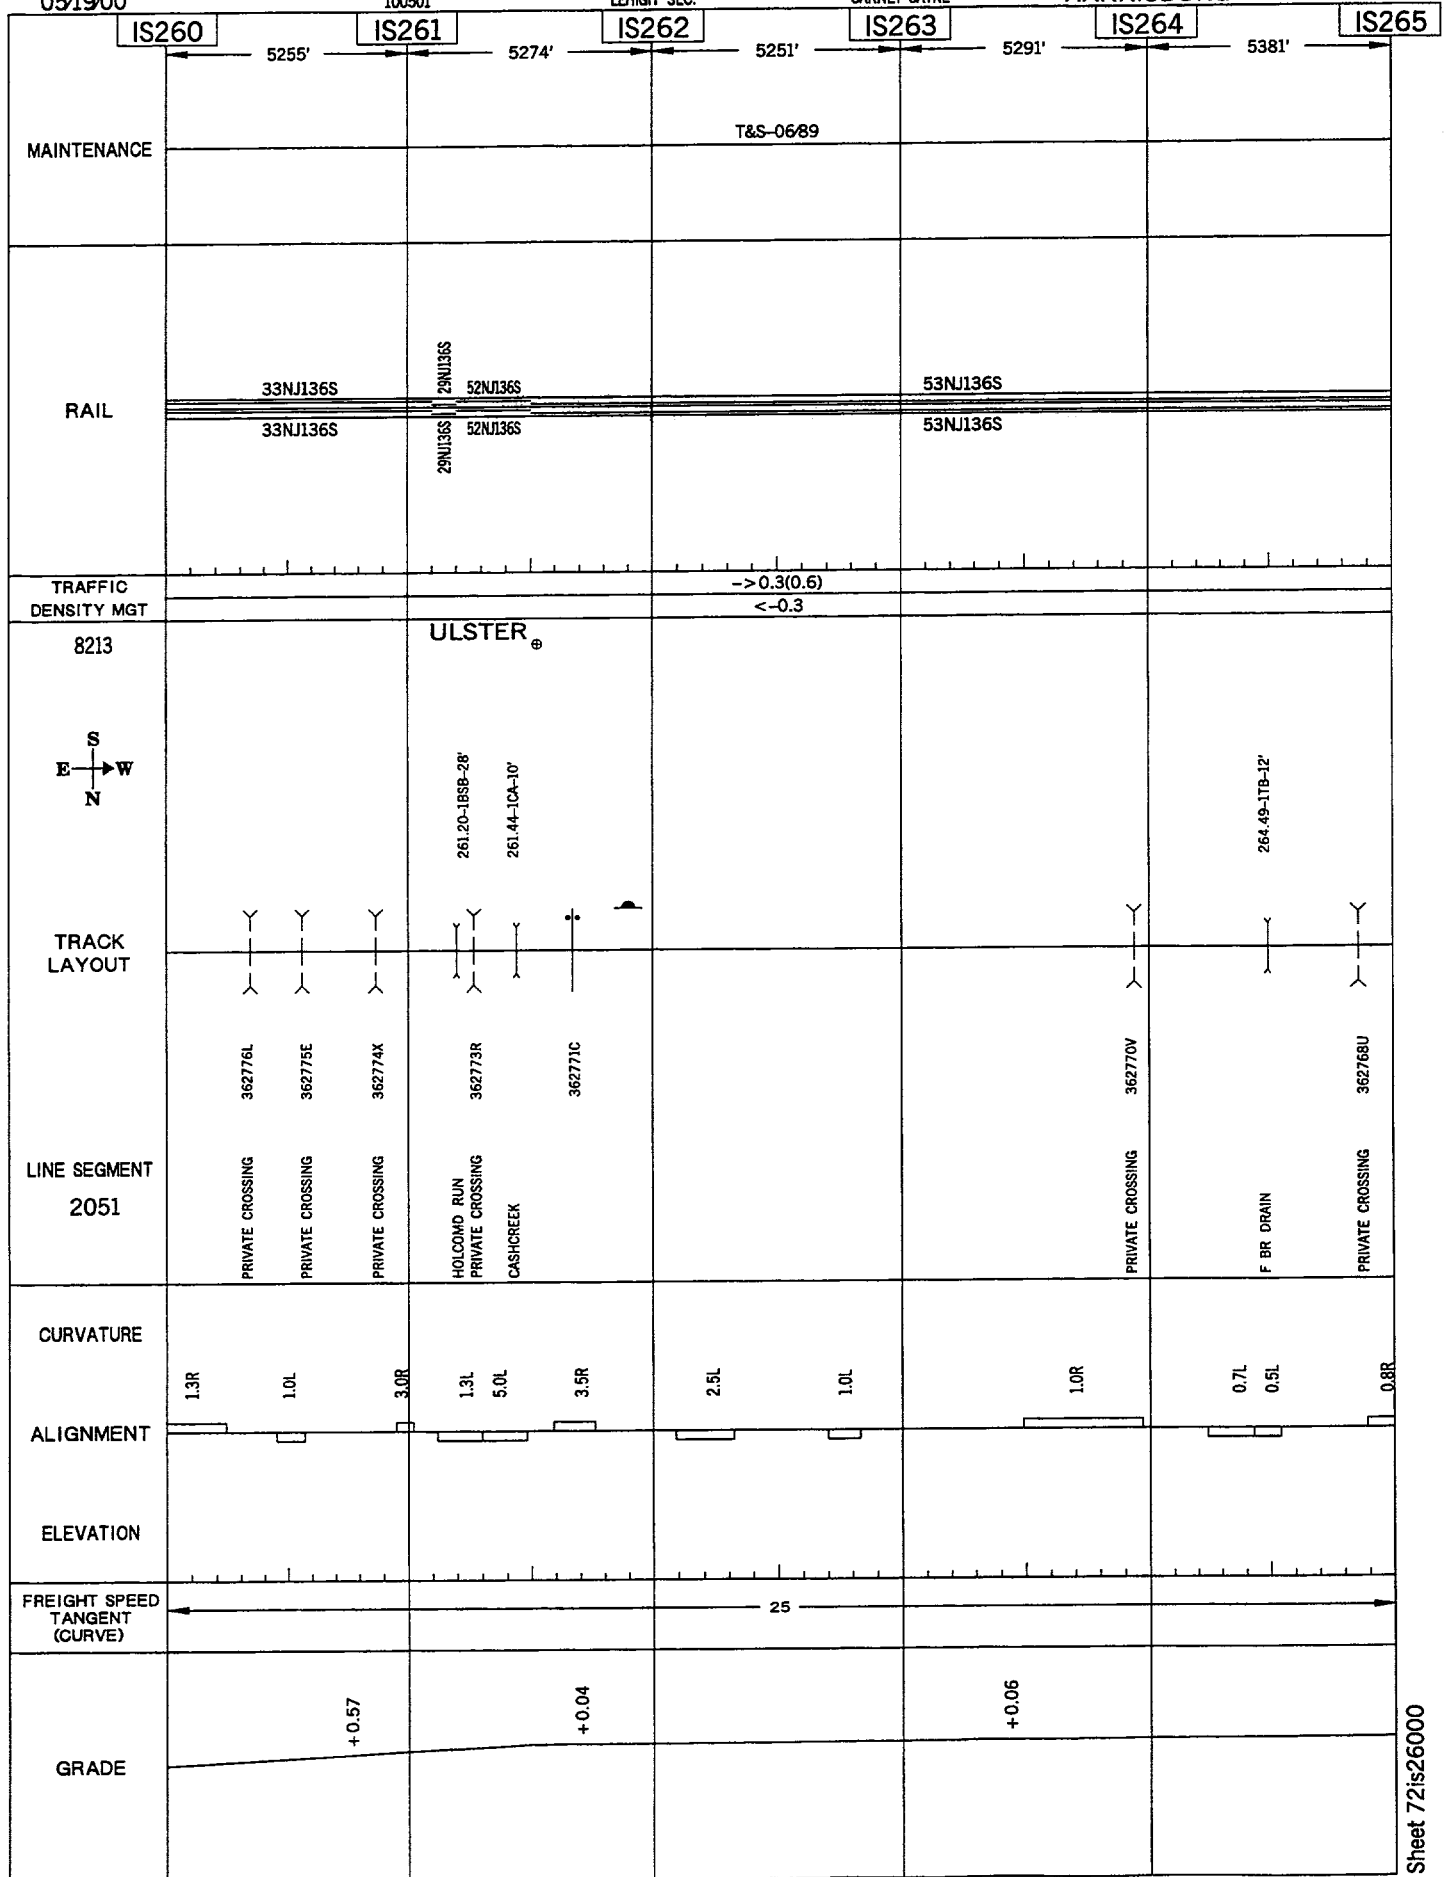 05/19/00
100501
IS260 IS261 IS262 IS263 IS264 IS265
5255' 5274' 5251' 5291' 5381'
MAINTENANCE
T&S-06/89
RAIL
33NJ136S 29NJ136S 52NJ136S 53NJ136S
33NJ136S 29NJ136S 52NJ136S 53NJ136S
TRAFFIC
DENSITY MGT
->0.3(0.6)
<-0.3
8213
ULSTER
S
E W
N
261.20-1BSB-28'
261.44-1CA-10'
264.49-1TB-12'
TRACK
LAYOUT
362776L
362775E
362774X
362773R
362771C
362770V
362768U
LINE SEGMENT
2051
PRIVATE CROSSING
PRIVATE CROSSING
PRIVATE CROSSING
HOLCOMD RUN
PRIVATE CROSSING
CASHCREEK
PRIVATE CROSSING
F BR DRAIN
PRIVATE CROSSING
CURVATURE
1.3R 1.0L 3.0R 1.3L 5.0L 3.5R 2.5L 1.0L 1.0R 0.7L 0.5L 0.8R
ALIGNMENT
ELEVATION
FREIGHT SPEED
TANGENT
(CURVE)
25
GRADE
+0.57 +0.04 +0.06
Sheet 72is26000